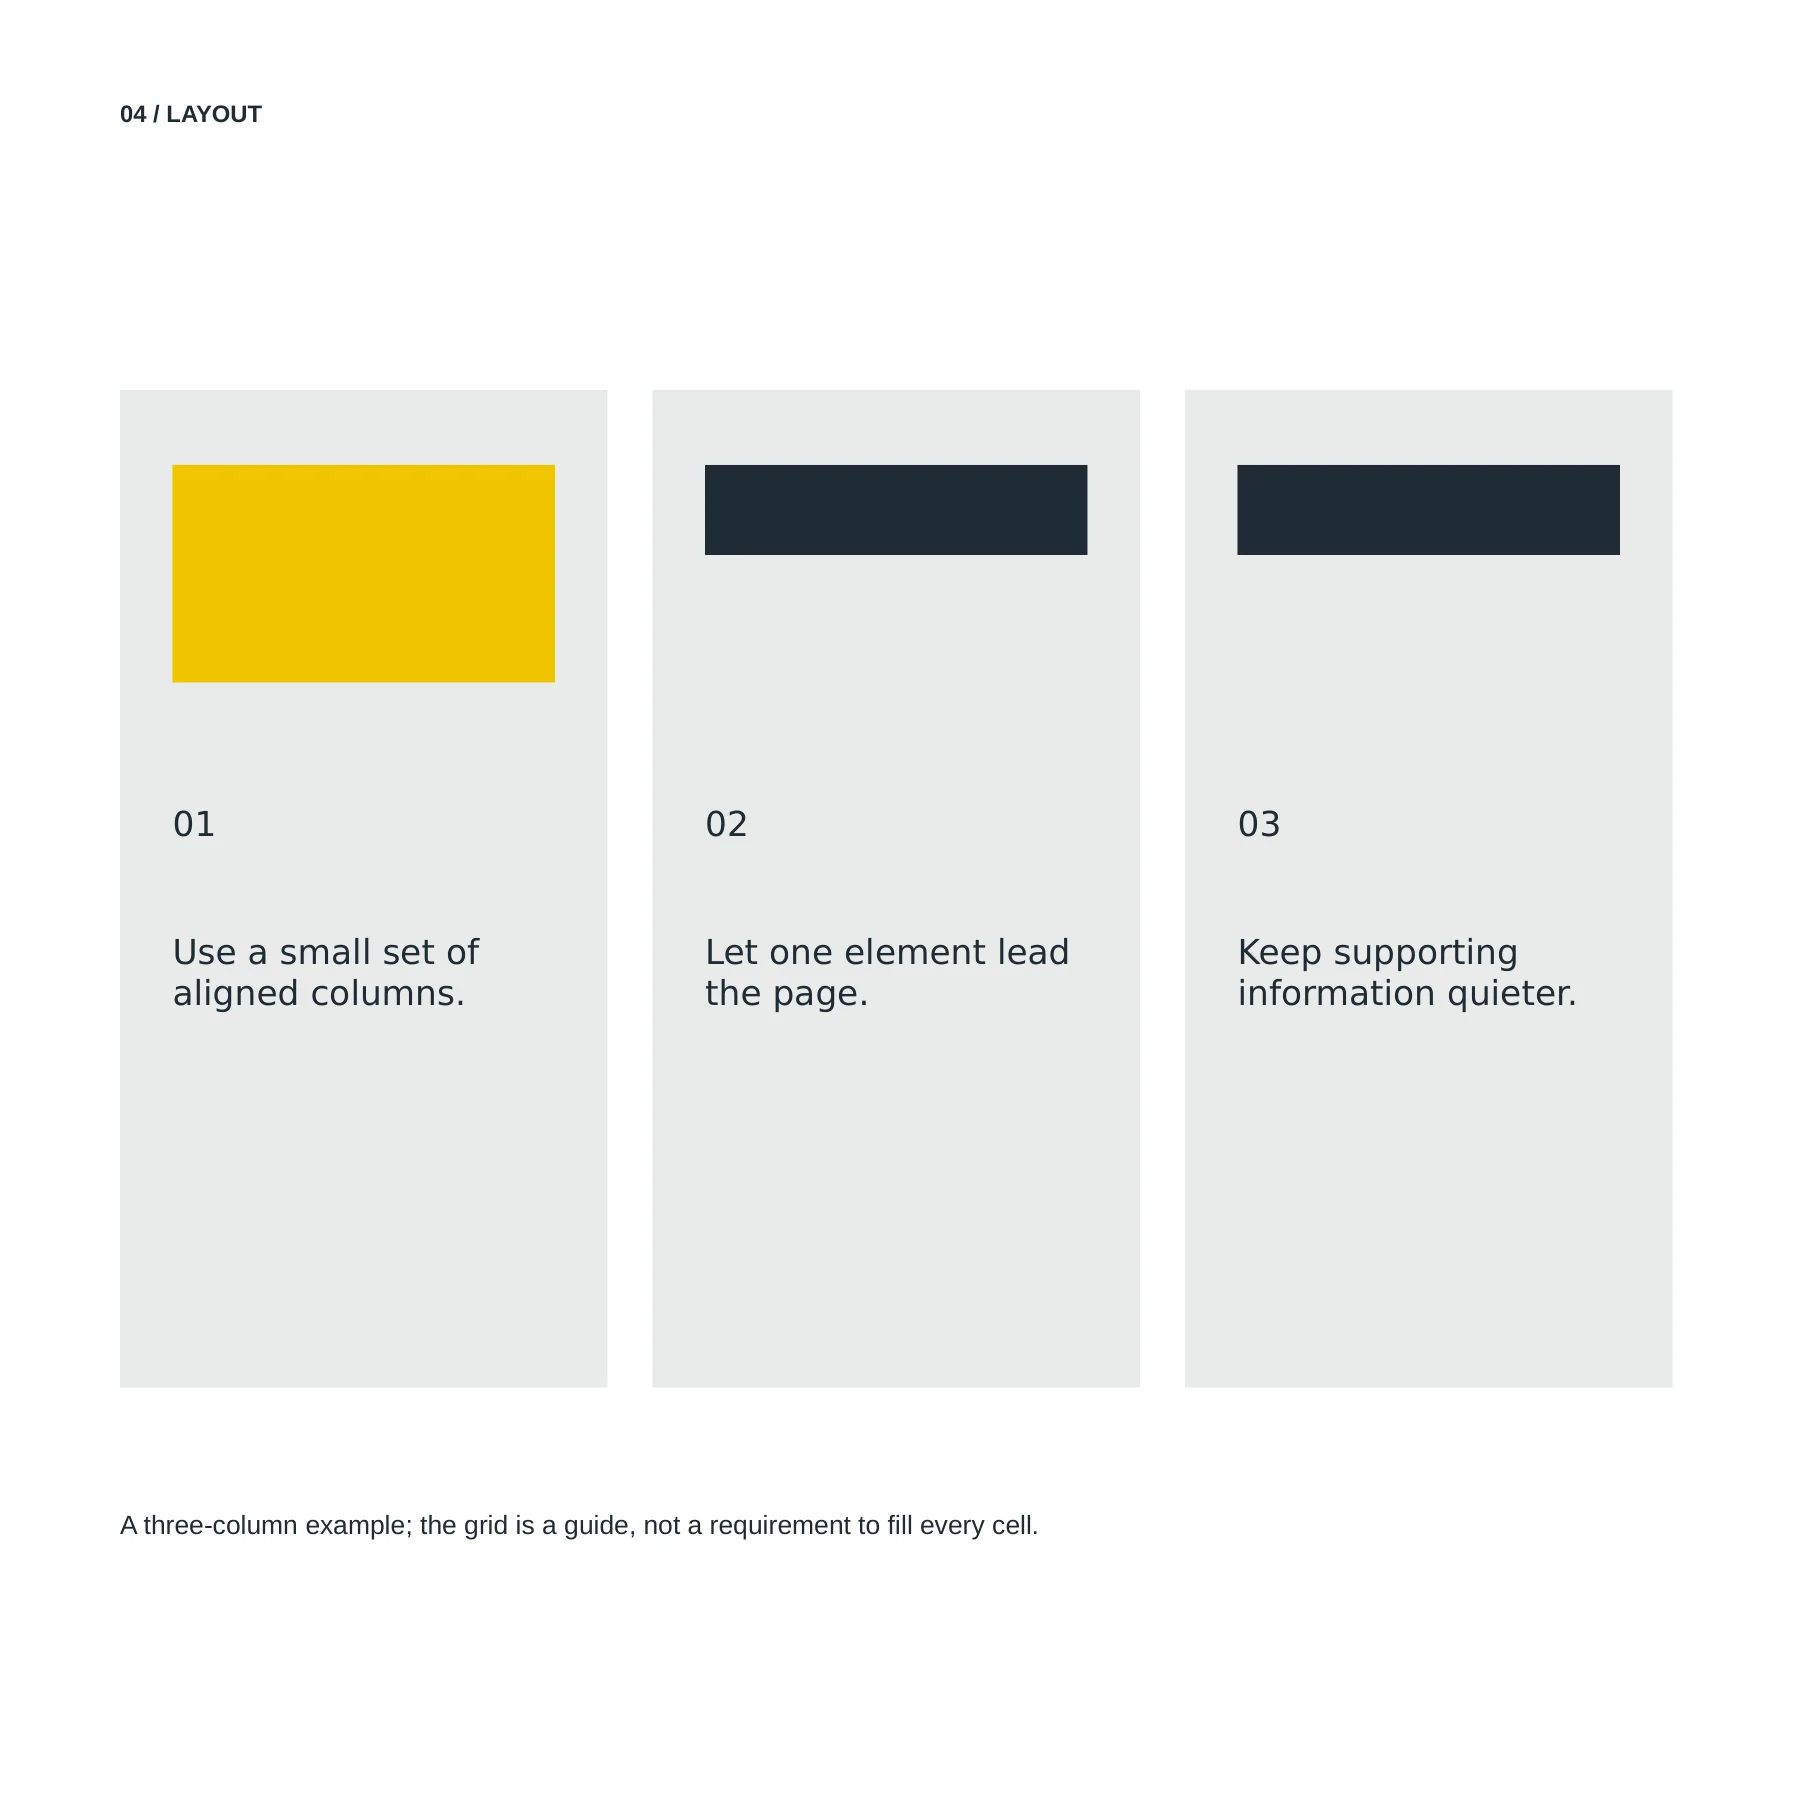 04 / LAYOUT
01
Use a small set of
aligned columns.
02
Let one element lead
the page.
03
Keep supporting
information quieter.
A three-column example; the grid is a guide, not a requirement to fill every cell.